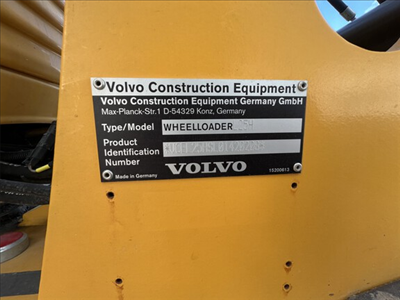 Volvo Construction Equipment
Volvo Construction Equipment Germany GmbH
Max-Planck-Str.1 D-54329 Konz, Germany
Type/Model WHEELLOADER
Product
Identification
Number
VOLVO
Made in Germany 15200613